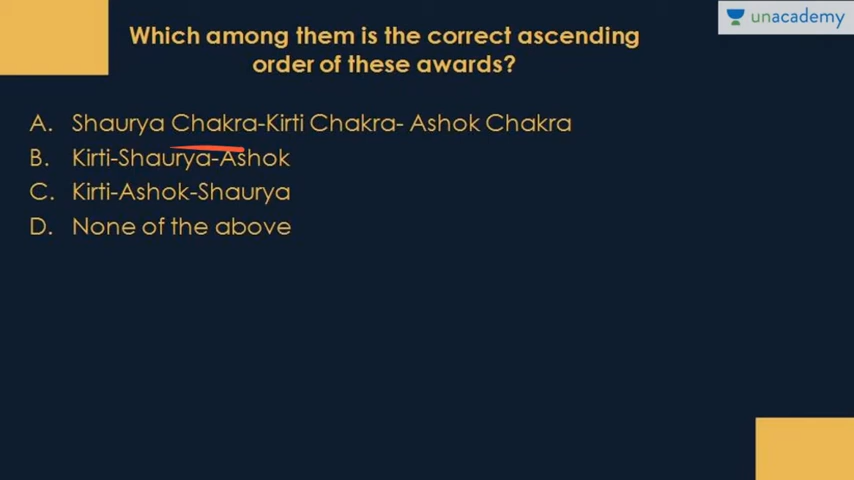 unacademy
Which among them is the correct ascending
order of these awards?
A. Shaurya Chakra-Kirti Chakra- Ashok Chakra
B. Kirti-Shaurya-Ashok
C. Kirti-Ashok-Shaurya
D. None of the above